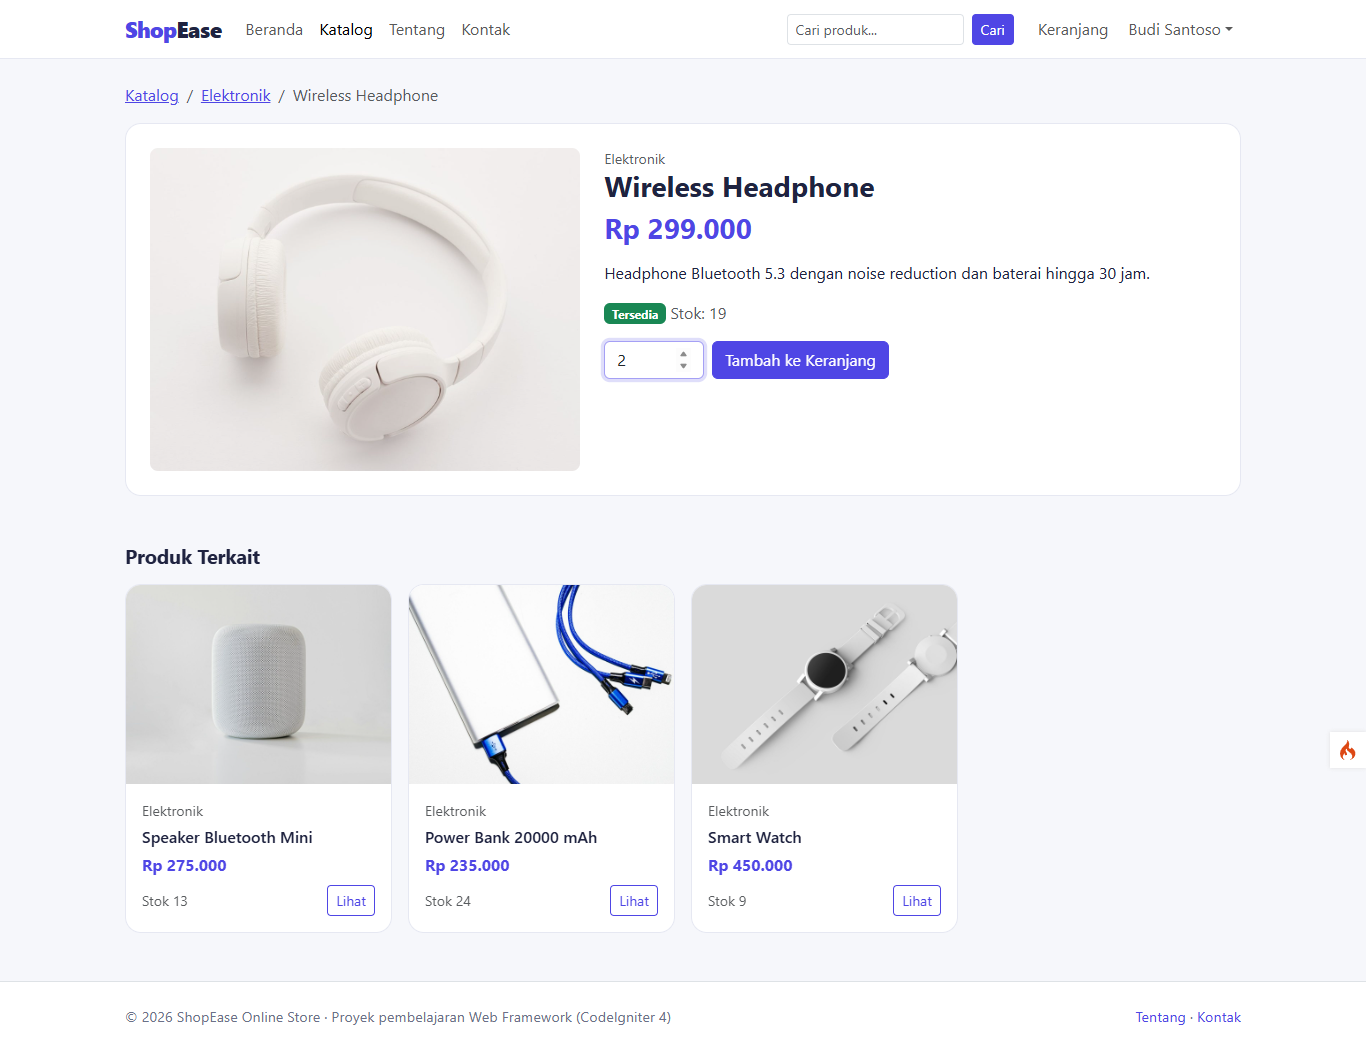 ShopEase Beranda Katalog Tentang Kontak Cari produk... Cari Keranjang Budi Santoso
Katalog / Elektronik / Wireless Headphone
Elektronik
Wireless Headphone
Rp 299.000
Headphone Bluetooth 5.3 dengan noise reduction dan baterai hingga 30 jam.
Tersedia Stok: 19
2 Tambah ke Keranjang
Produk Terkait
Elektronik
Speaker Bluetooth Mini
Rp 275.000
Stok 13 Lihat
Elektronik
Power Bank 20000 mAh
Rp 235.000
Stok 24 Lihat
Elektronik
Smart Watch
Rp 450.000
Stok 9 Lihat
© 2026 ShopEase Online Store · Proyek pembelajaran Web Framework (CodeIgniter 4) Tentang · Kontak